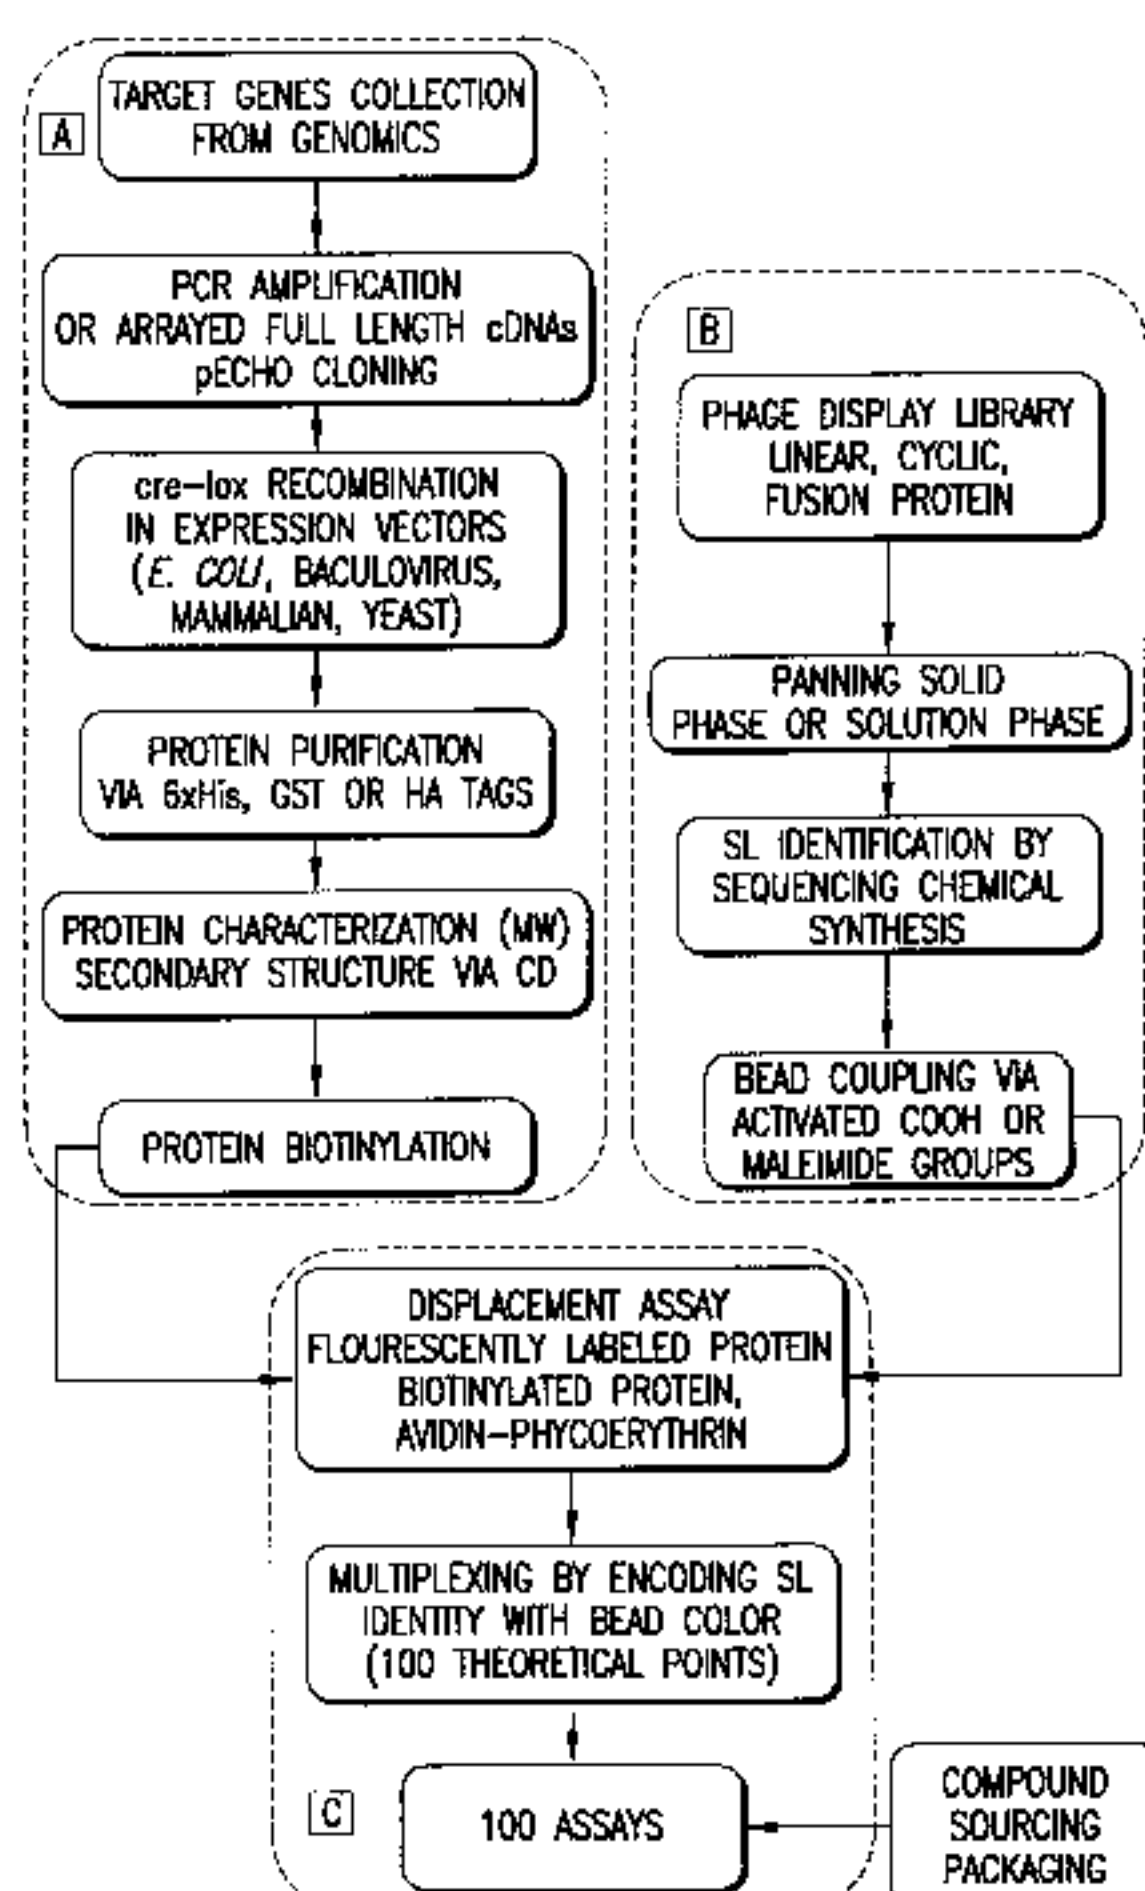 A
TARGET GENES COLLECTION
FROM GENOMICS
PCR AMPLIFICATION
OR ARRAYED FULL LENGTH cDNAs
pECHO CLONING
cre-lox RECOMBINATION
IN EXPRESSION VECTORS
(E. COLI, BACULOVIRUS,
MAMMALIAN, YEAST)
PROTEIN PURIFICATION
VIA 6xHis, GST OR HA TAGS
PROTEIN CHARACTERIZATION (MW)
SECONDARY STRUCTURE VIA CD
PROTEIN BIOTINYLATION
B
PHAGE DISPLAY LIBRARY
LINEAR, CYCLIC,
FUSION PROTEIN
PANNING SOLID
PHASE OR SOLUTION PHASE
SL IDENTIFICATION BY
SEQUENCING CHEMICAL
SYNTHESIS
BEAD COUPLING VIA
ACTIVATED COOH OR
MALEIMIDE GROUPS
DISPLACEMENT ASSAY
FLOURESCENTLY LABELED PROTEIN
BIOTINYLATED PROTEIN,
AVIDIN-PHYCOERYTHRIN
MULTIPLEXING BY ENCODING SL
IDENTITY WITH BEAD COLOR
(100 THEORETICAL POINTS)
C
100 ASSAYS
COMPOUND
SOURCING
PACKAGING